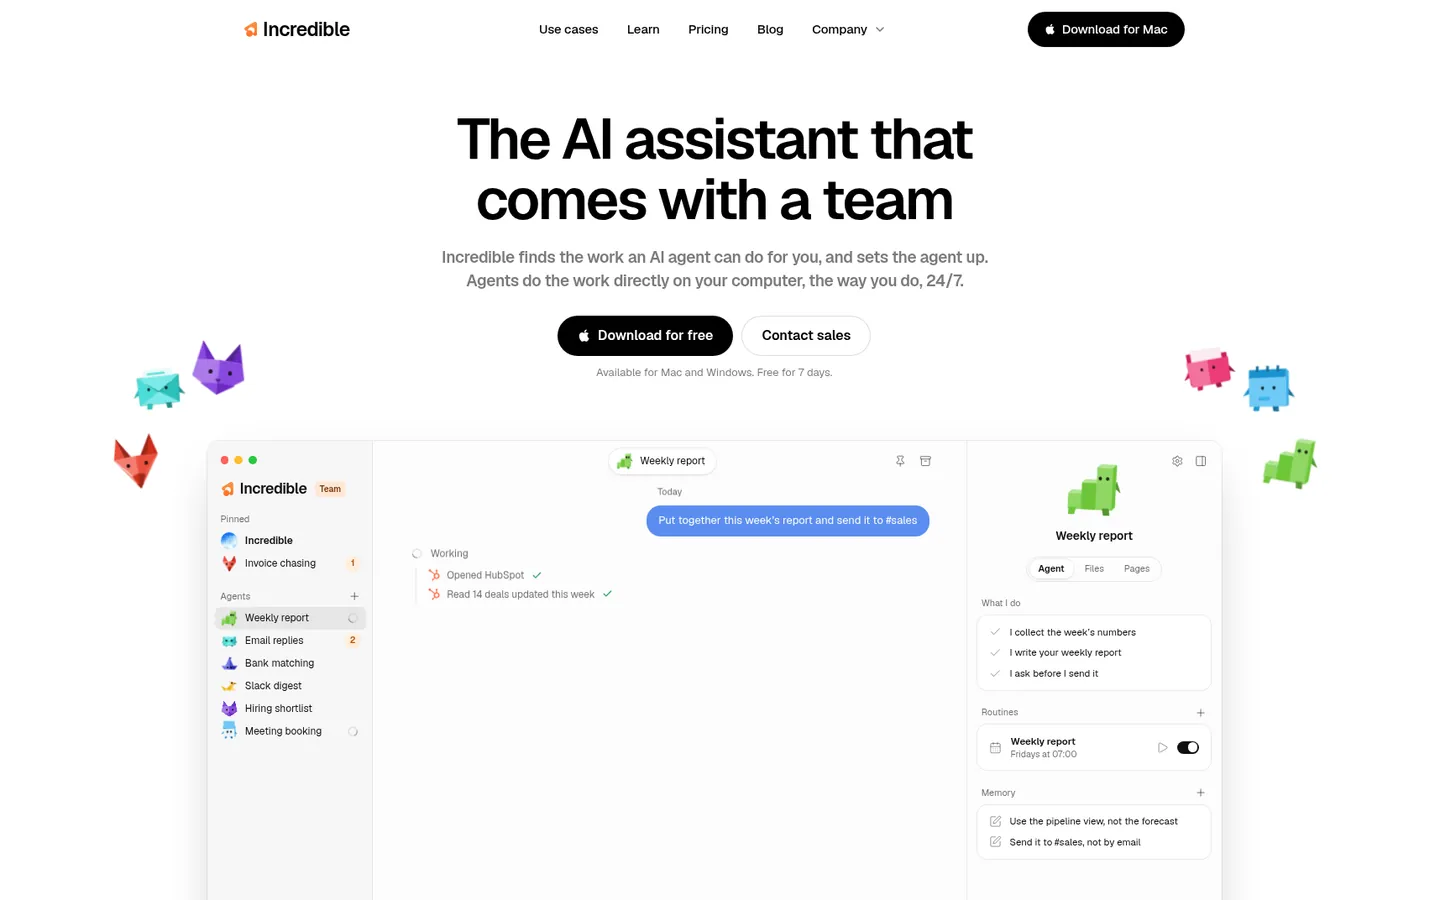 Incredible
Use cases
Learn
Pricing
Blog
Company
Download for Mac
The AI assistant that
comes with a team
Incredible finds the work an AI agent can do for you, and sets the agent up.
Agents do the work directly on your computer, the way you do, 24/7.
Download for free
Contact sales
Available for Mac and Windows. Free for 7 days.
Incredible Team
Pinned
Incredible
Invoice chasing 1
Agents
Weekly report
Email replies 2
Bank matching
Slack digest
Hiring shortlist
Meeting booking
Weekly report
Today
Put together this week's report and send it to #sales
Working
Opened HubSpot
Read 14 deals updated this week
Weekly report
Agent
Files
Pages
What I do
I collect the week's numbers
I write your weekly report
I ask before I send it
Routines
Weekly report
Fridays at 07:00
Memory
Use the pipeline view, not the forecast
Send it to #sales, not by email